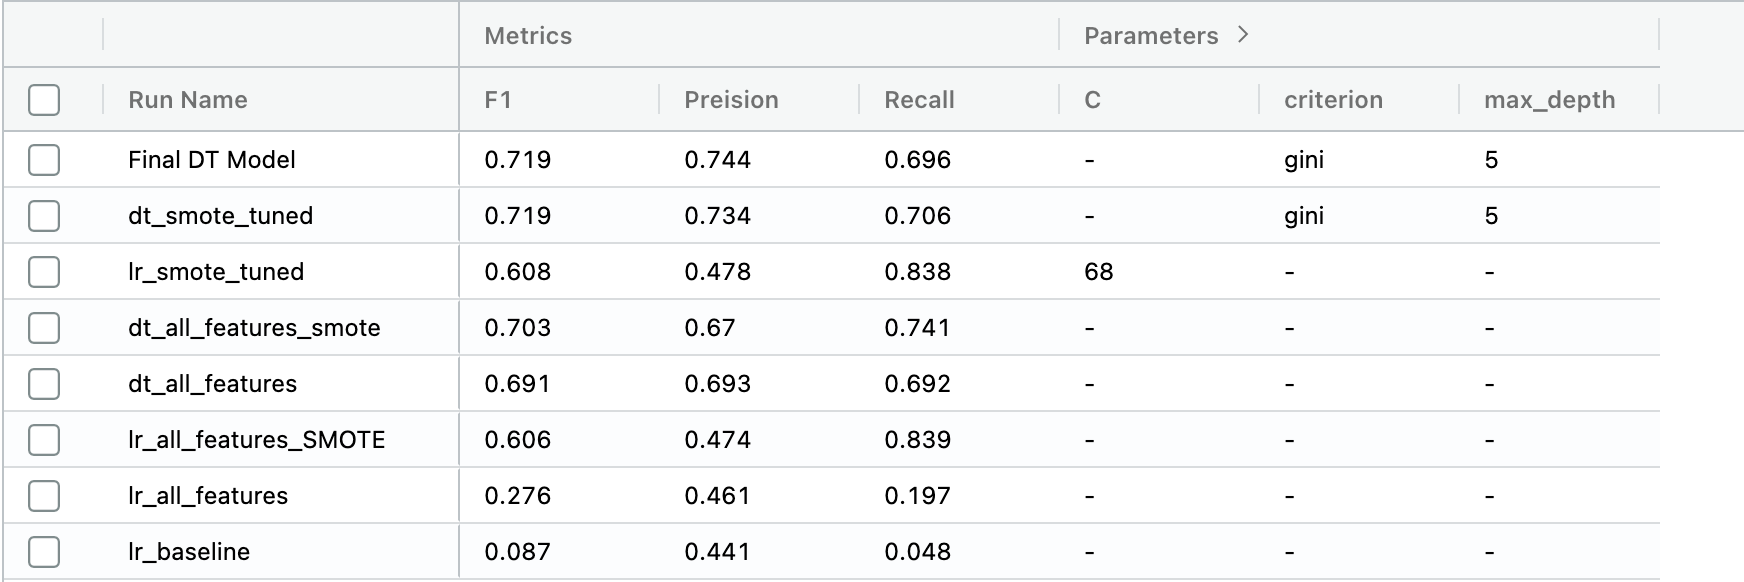 Metrics Parameters >
Run Name F1 Preision Recall C criterion max_depth
Final DT Model 0.719 0.744 0.696 - gini 5
dt_smote_tuned 0.719 0.734 0.706 - gini 5
lr_smote_tuned 0.608 0.478 0.838 68 - -
dt_all_features_smote 0.703 0.67 0.741 - - -
dt_all_features 0.691 0.693 0.692 - - -
lr_all_features_SMOTE 0.606 0.474 0.839 - - -
lr_all_features 0.276 0.461 0.197 - - -
lr_baseline 0.087 0.441 0.048 - - -